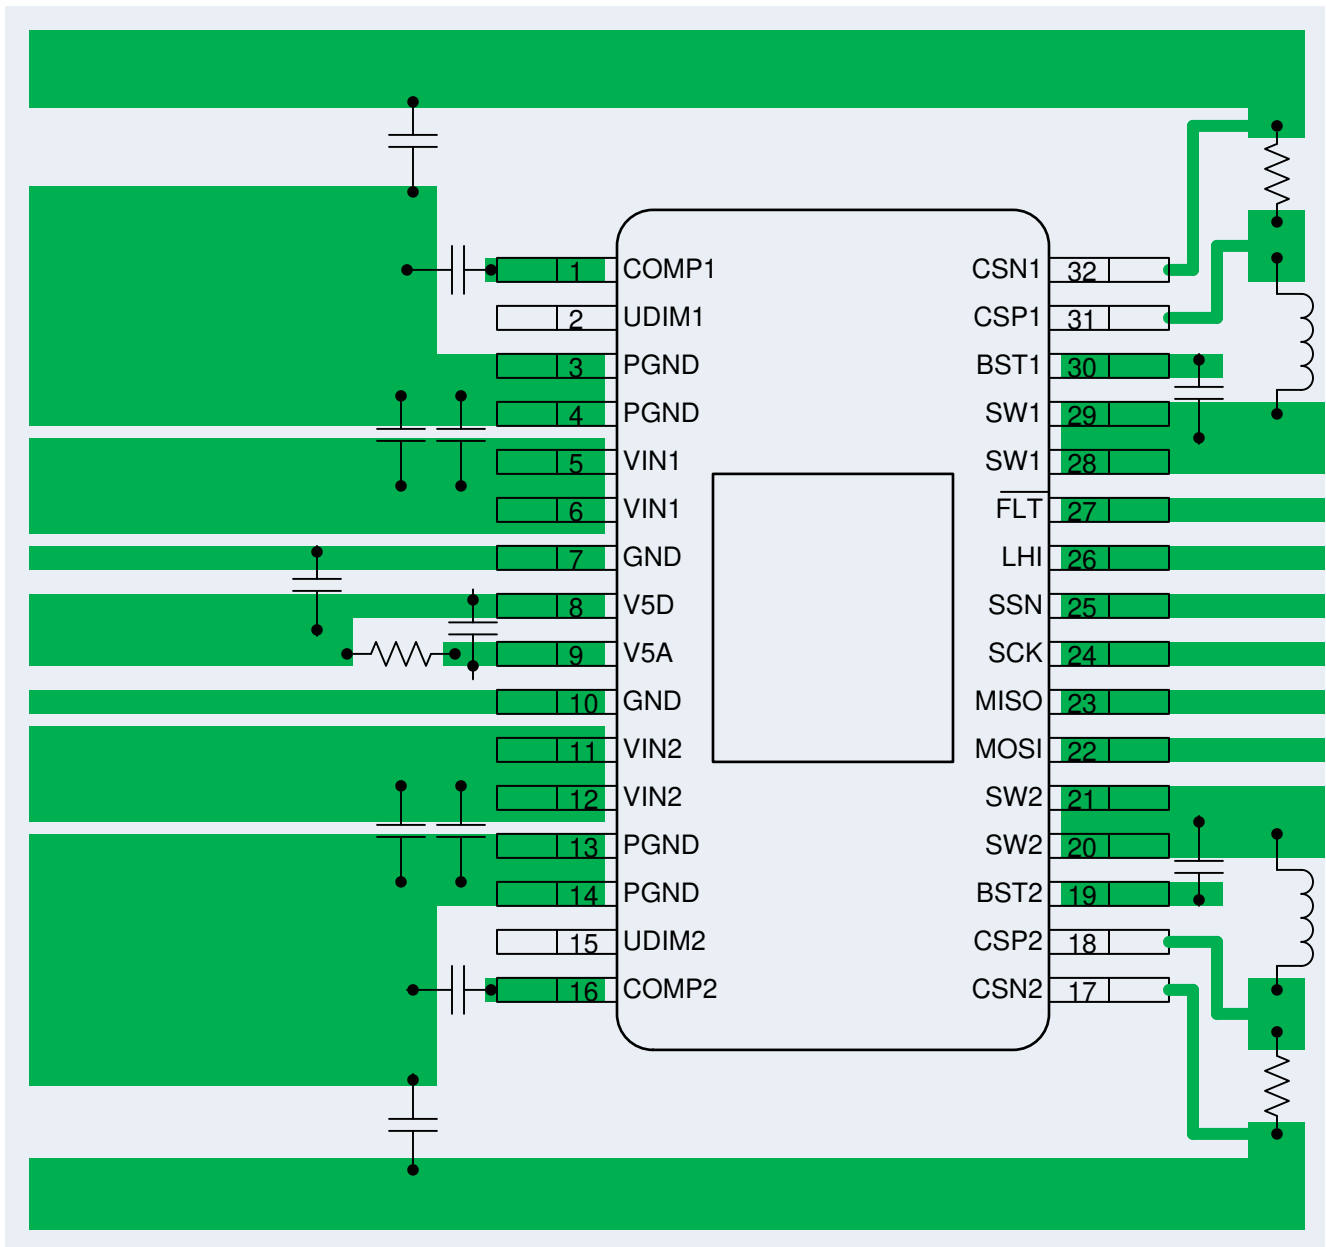 1 COMP1 CSN1 32
2 UDIM1 CSP1 31
3 PGND BST1 30
4 PGND SW1 29
5 VIN1 SW1 28
6 VIN1 FLT 27
7 GND LHI 26
8 V5D SSN 25
9 V5A SCK 24
10 GND MISO 23
11 VIN2 MOSI 22
12 VIN2 SW2 21
13 PGND SW2 20
14 PGND BST2 19
15 UDIM2 CSP2 18
16 COMP2 CSN2 17